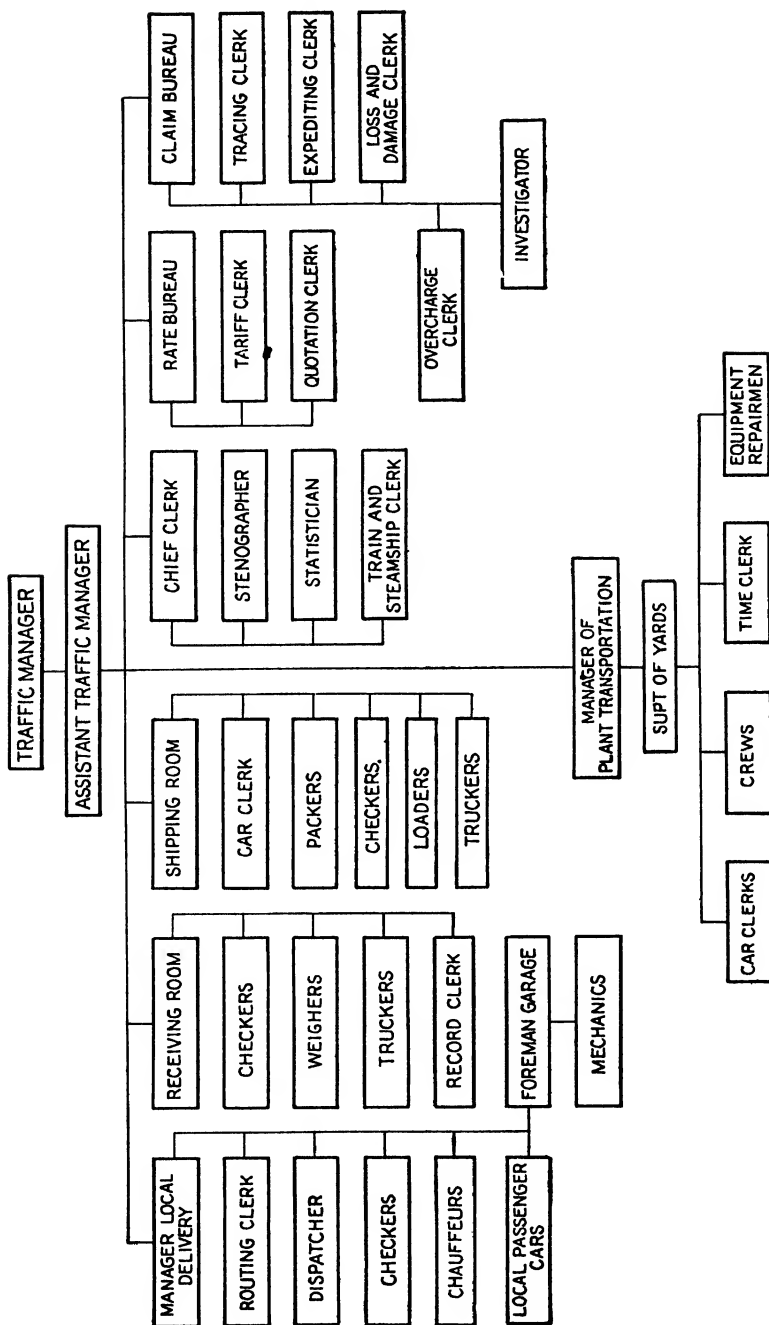 TRAFFIC MANAGER
ASSISTANT TRAFFIC MANAGER
MANAGER LOCAL
DELIVERY
ROUTING CLERK
DISPATCHER
CHECKERS
CHAUFFEURS
LOCAL PASSENGER
CARS
FOREMAN GARAGE
MECHANICS
RECEIVING ROOM
CHECKERS
WEIGHERS
TRUCKERS
RECORD CLERK
SHIPPING ROOM
CAR CLERK
PACKERS
CHECKERS.
LOADERS
TRUCKERS
CHIEF CLERK
STENOGRAPHER
STATISTICIAN
TRAIN AND
STEAMSHIP CLERK
RATE BUREAU
TARIFF CLERK
QUOTATION CLERK
CLAIM BUREAU
TRACING CLERK
EXPEDITING CLERK
LOSS AND
DAMAGE CLERK
OVERCHARGE
CLERK
INVESTIGATOR
MANAGER OF
PLANT TRANSPORTATION
SUPT OF YARDS
CAR CLERKS
CREWS
TIME CLERK
EQUIPMENT
REPAIRMEN